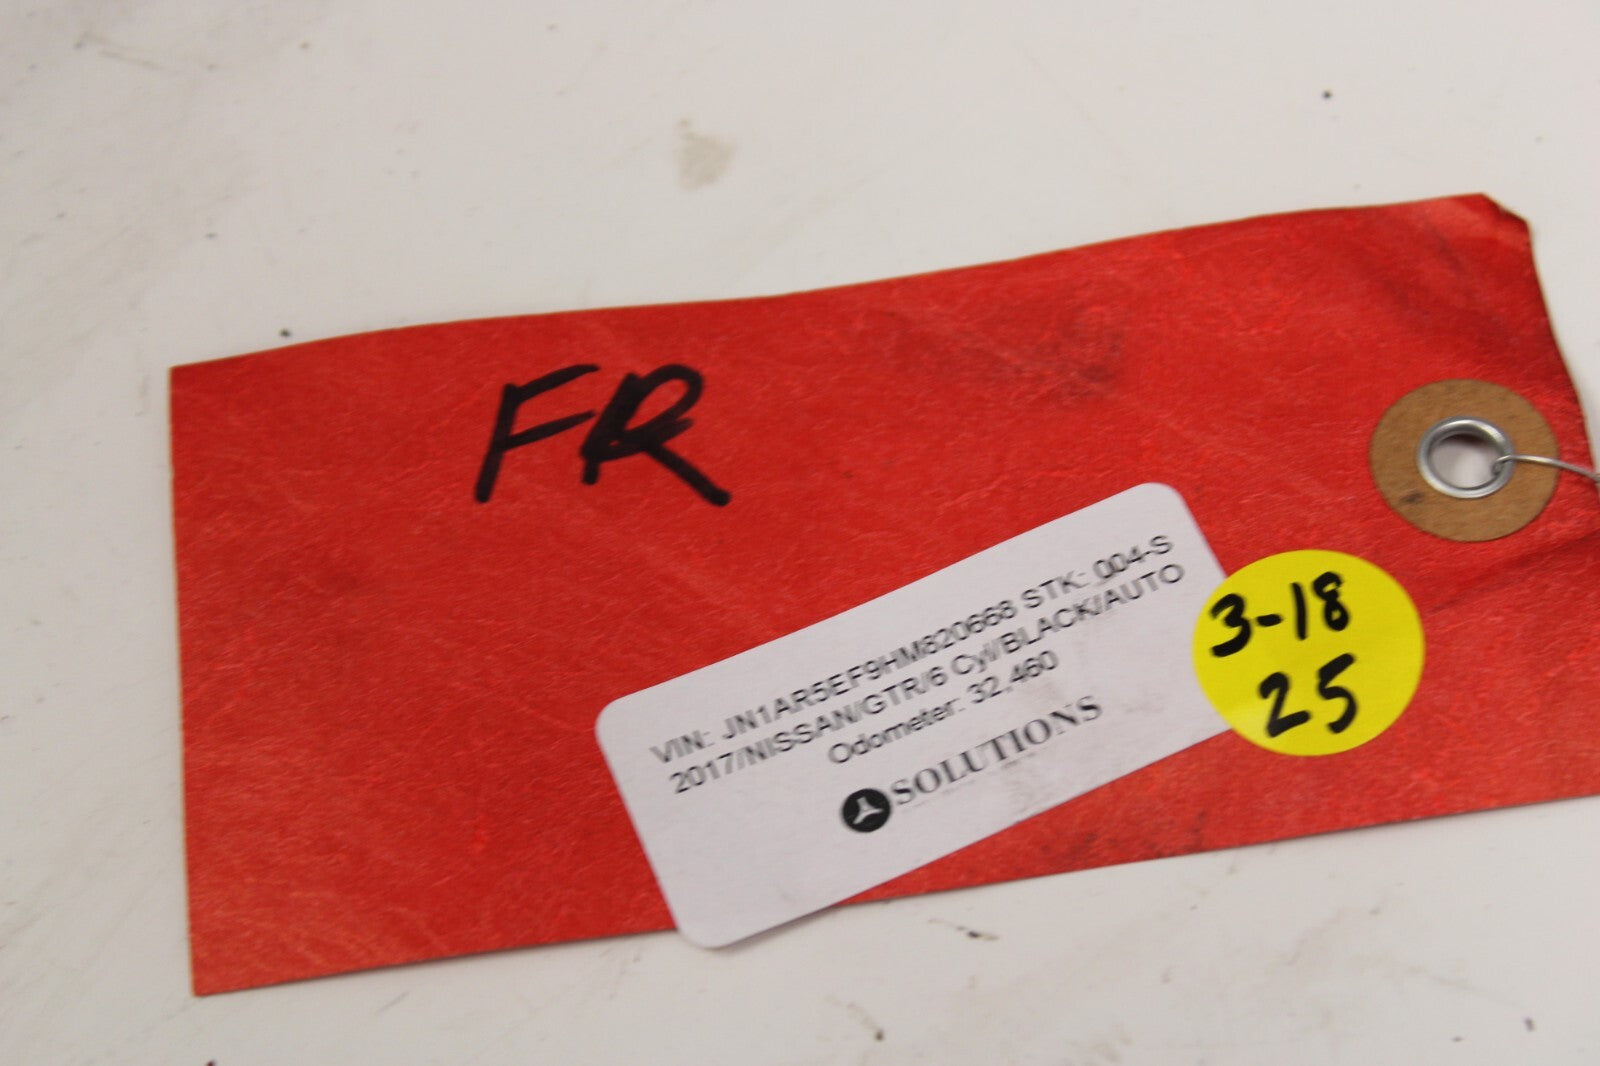 FR
VIN: JN1AR5EF9HM820668 STK: 004-S
2017/NISSAN/GTR/6 Cyl/BLACK/AUTO
Odometer: 32,460
SOLUTIONS
3-18
25